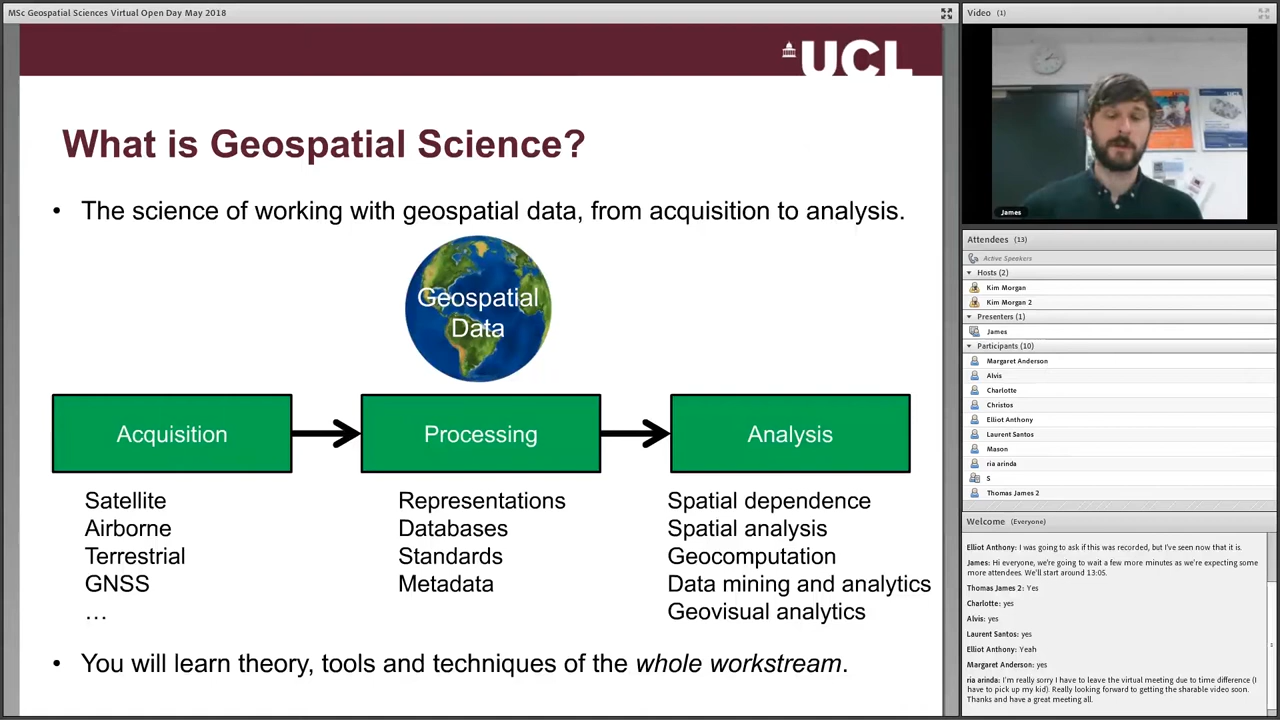 MSc Geospatial Sciences Virtual Open Day May 2018
UCL
What is Geospatial Science?
• The science of working with geospatial data, from acquisition to analysis.
Geospatial
Data
Acquisition
Processing
Analysis
Satellite
Airborne
Terrestrial
GNSS
…
Representations
Databases
Standards
Metadata
Spatial dependence
Spatial analysis
Geocomputation
Data mining and analytics
Geovisual analytics
• You will learn theory, tools and techniques of the whole workstream.
Video (1)
UCL
James
Attendees (13)
Active Speakers
Hosts (2)
Kim Morgan
Kim Morgan 2
Presenters (1)
James
Participants (10)
Margaret Anderson
Alvis
Charlotte
Christos
Elliot Anthony
Laurent Santos
Mason
ria arinda
S
Thomas James 2
Welcome (Everyone)
Elliot Anthony: I was going to ask if this was recorded, but I've seen now that it is.
James: Hi everyone, we're going to wait a few more minutes as we're expecting some
more attendees. We'll start around 13:05.
Thomas James 2: Yes
Charlotte: yes
Alvis: yes
Laurent Santos: yes
Elliot Anthony: Yeah
Margaret Anderson: yes
ria arinda: I'm really sorry I have to leave the virtual meeting due to time difference (I
have to pick up my kid). Really looking forward to getting the sharable video soon.
Thanks and have a great meeting all.